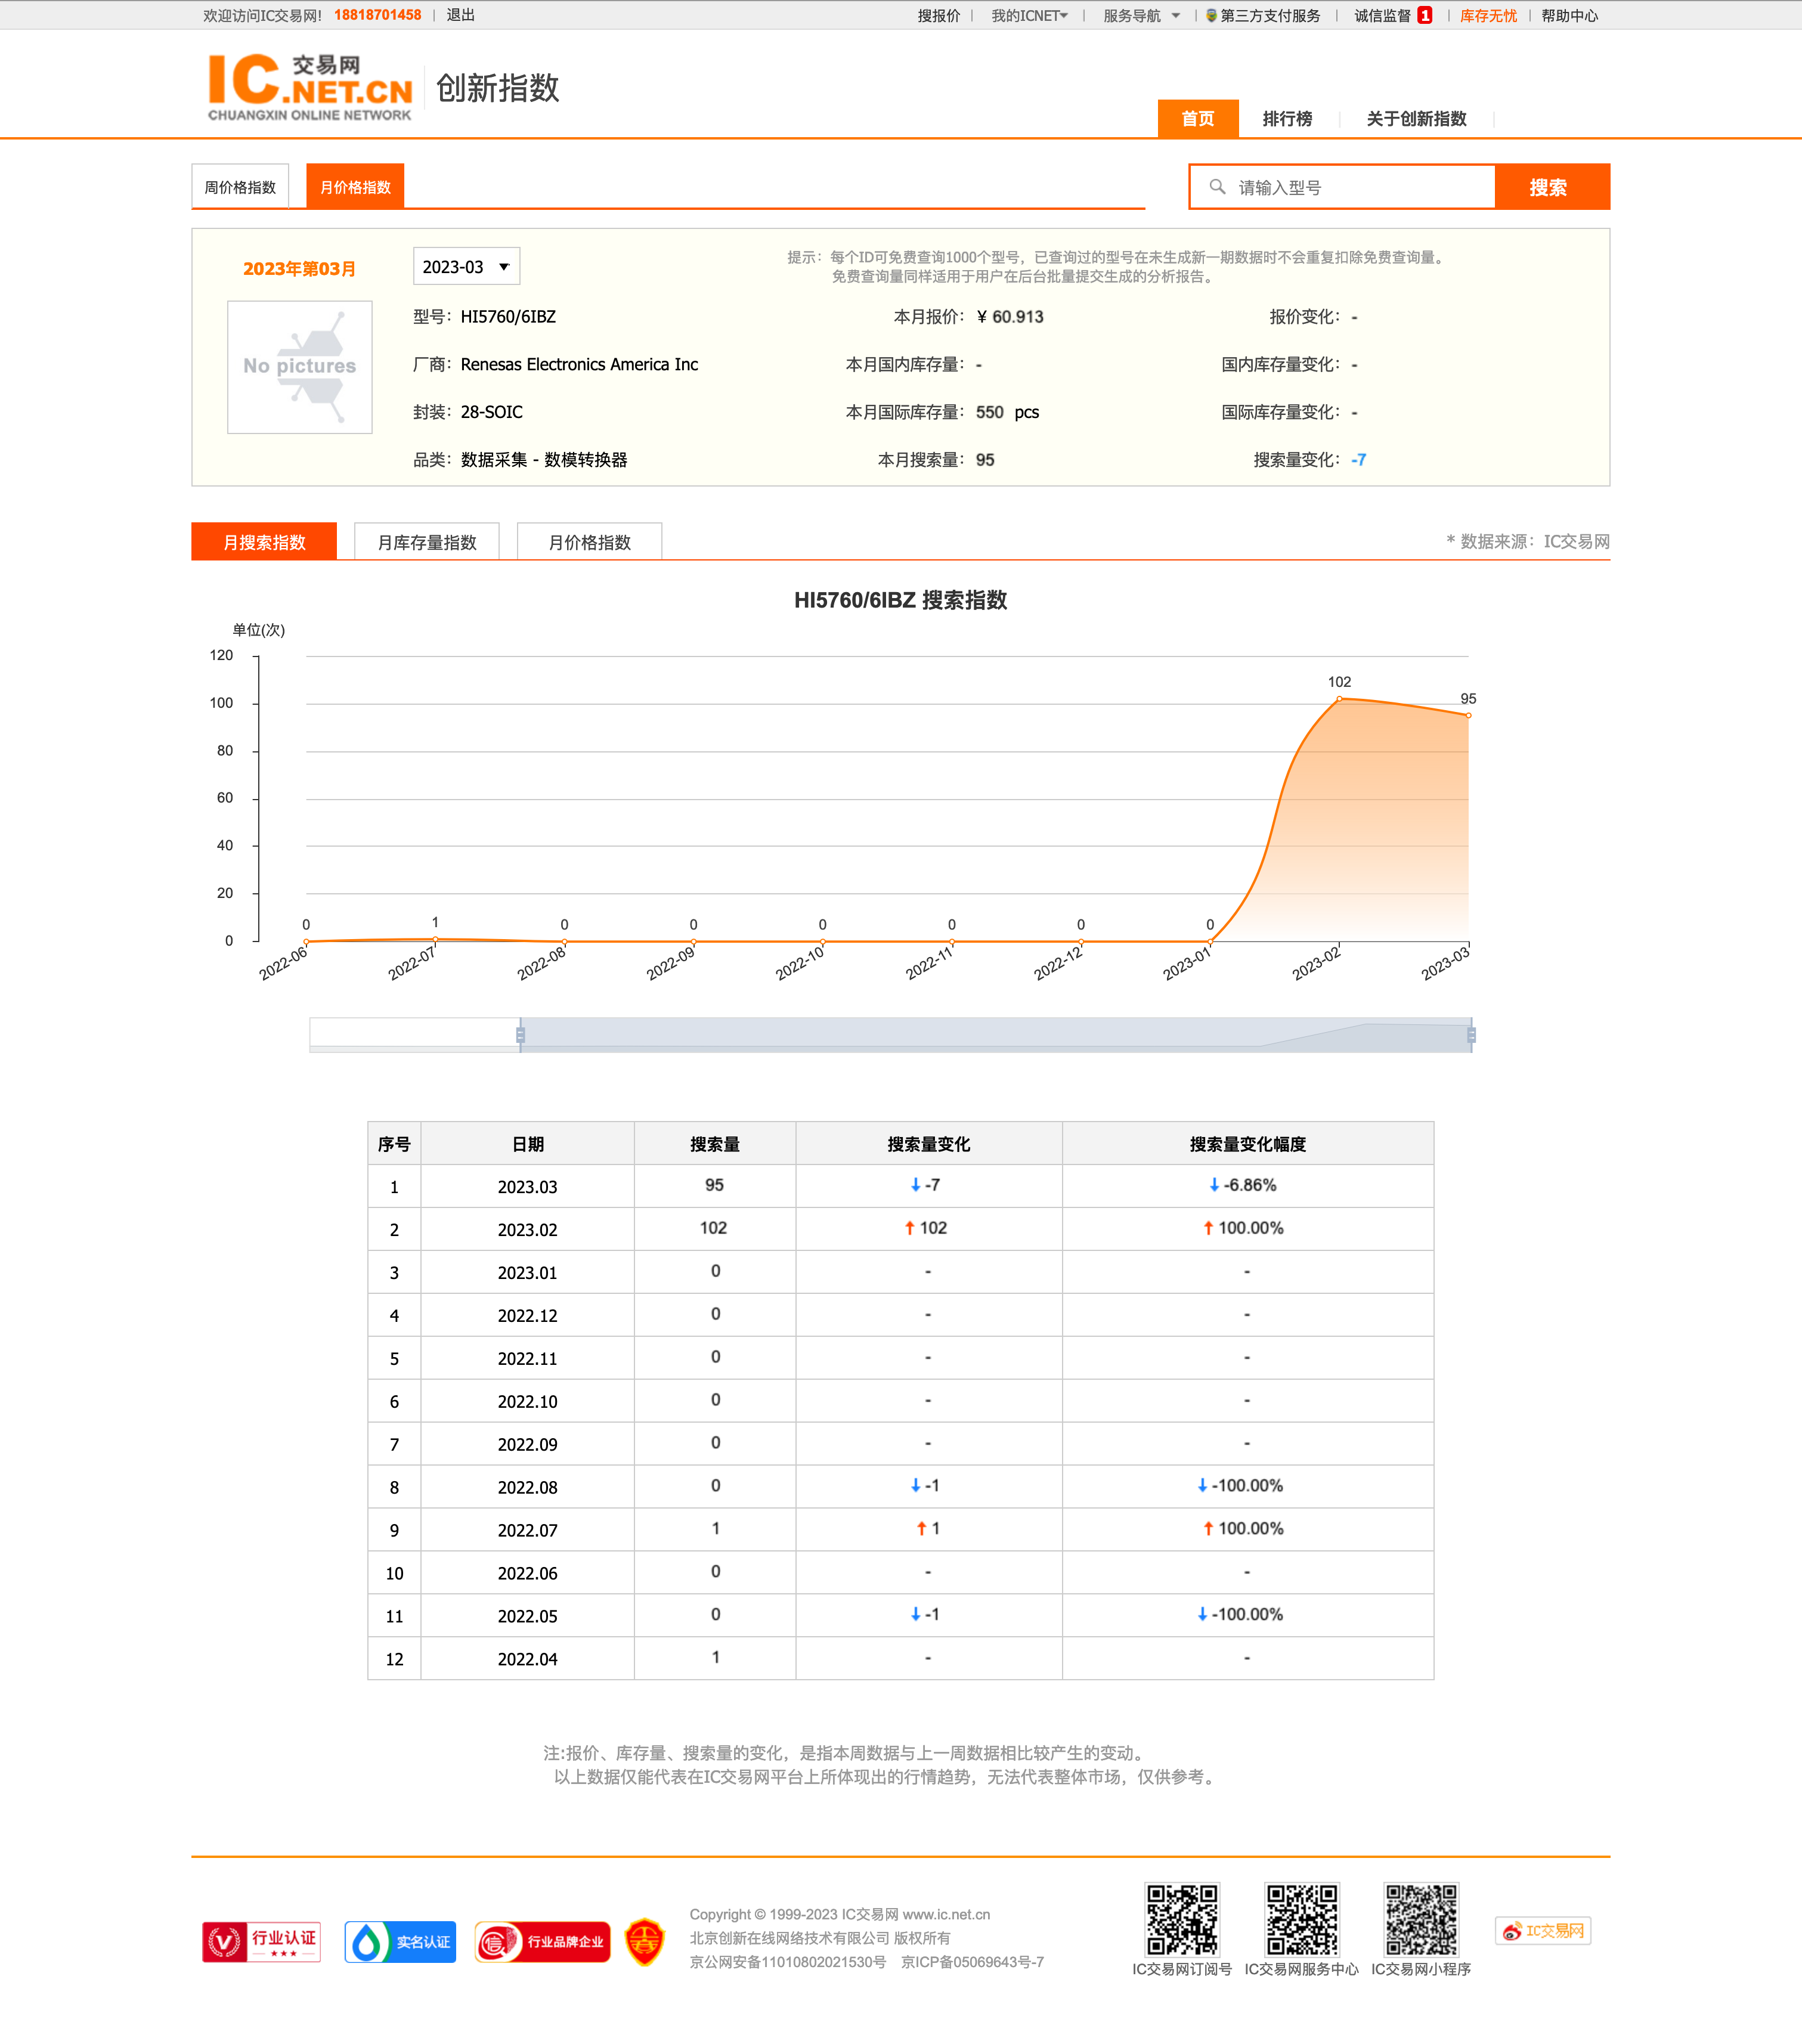 欢迎访问IC交易网! 18818701458 | 退出 搜报价 | 我的ICNET | 服务导航 | 第三方支付服务 | 诚信监督 1 | 库存无忧 | 帮助中心
IC 交易网 .NET.CN
CHUANGXIN ONLINE NETWORK
创新指数
首页 排行榜 关于创新指数
周价格指数 月价格指数 请输入型号 搜索
2023年第03月 2023-03
提示：每个ID可免费查询1000个型号，已查询过的型号在未生成新一期数据时不会重复扣除免费查询量。
免费查询量同样适用于用户在后台批量提交生成的分析报告。
No pictures
型号：HI5760/6IBZ 本月报价：¥ 60.913 报价变化：-
厂商：Renesas Electronics America Inc 本月国内库存量：- 国内库存量变化：-
封装：28-SOIC 本月国际库存量：550 pcs 国际库存量变化：-
品类：数据采集 - 数模转换器 本月搜索量：95 搜索量变化：-7
月搜索指数 月库存量指数 月价格指数 * 数据来源：IC交易网
HI5760/6IBZ 搜索指数
单位(次)
120
100
80
60
40
20
0
0 1 0 0 0 0 0 0 102 95
2022-06 2022-07 2022-08 2022-09 2022-10 2022-11 2022-12 2023-01 2023-02 2023-03
序号 日期 搜索量 搜索量变化 搜索量变化幅度
1 2023.03 95 ↓-7 ↓-6.86%
2 2023.02 102 ↑102 ↑100.00%
3 2023.01 0 - -
4 2022.12 0 - -
5 2022.11 0 - -
6 2022.10 0 - -
7 2022.09 0 - -
8 2022.08 0 ↓-1 ↓-100.00%
9 2022.07 1 ↑1 ↑100.00%
10 2022.06 0 - -
11 2022.05 0 ↓-1 ↓-100.00%
12 2022.04 1 - -
注:报价、库存量、搜索量的变化，是指本周数据与上一周数据相比较产生的变动。
以上数据仅能代表在IC交易网平台上所体现出的行情趋势，无法代表整体市场，仅供参考。
行业认证
实名认证
信 行业品牌企业
Copyright © 1999-2023 IC交易网 www.ic.net.cn
北京创新在线网络技术有限公司 版权所有
京公网安备11010802021530号 京ICP备05069643号-7
IC交易网订阅号 IC交易网服务中心 IC交易网小程序
IC交易网